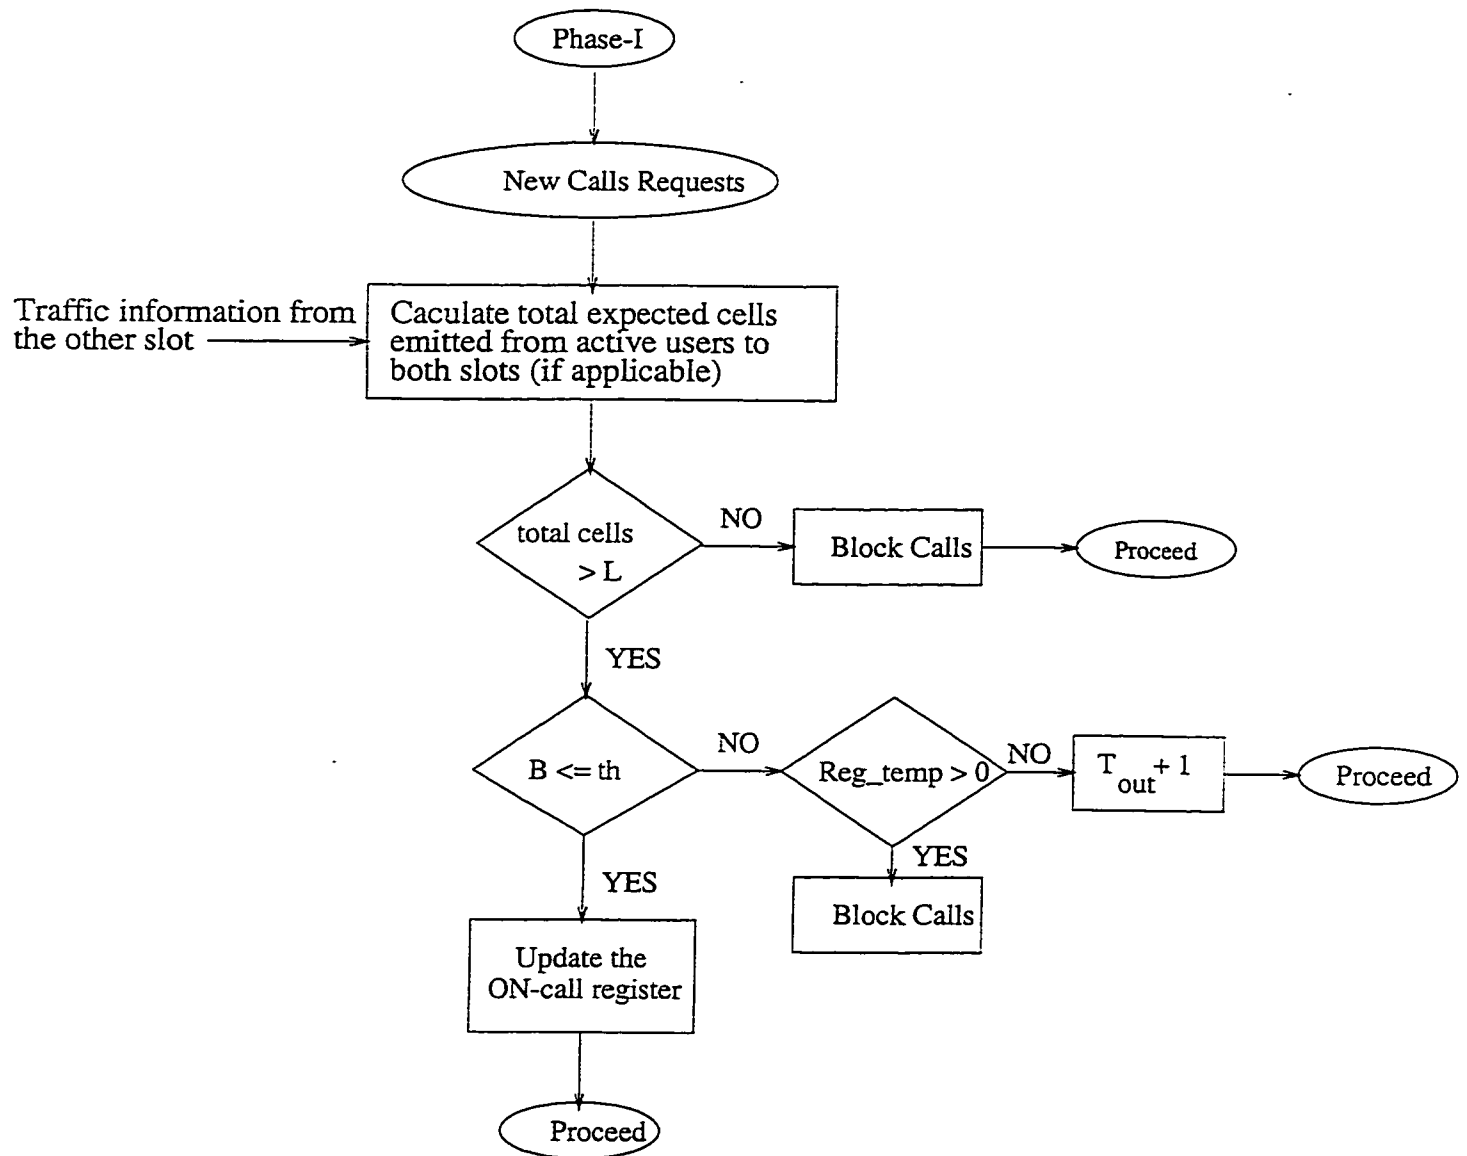 Phase-I
New Calls Requests
Traffic information from
the other slot
Caculate total expected cells
emitted from active users to
both slots (if applicable)
total cells
> L
NO
Block Calls
Proceed
YES
B <= th
NO
Reg_temp > 0
NO
T out + 1
Proceed
YES
Block Calls
YES
Update the
ON-call register
Proceed